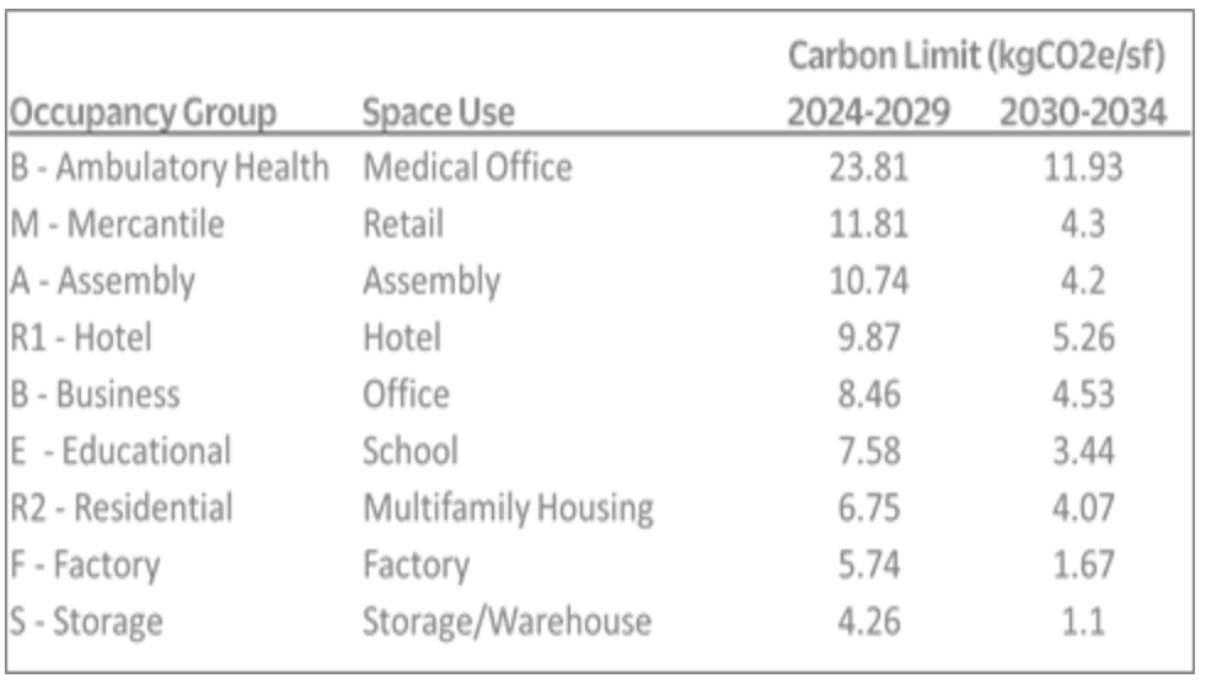 Carbon Limit (kgCO2e/sf)
Occupancy Group Space Use 2024-2029 2030-2034
B - Ambulatory Health Medical Office 23.81 11.93
M - Mercantile Retail 11.81 4.3
A - Assembly Assembly 10.74 4.2
R1 - Hotel Hotel 9.87 5.26
B - Business Office 8.46 4.53
E - Educational School 7.58 3.44
R2 - Residential Multifamily Housing 6.75 4.07
F - Factory Factory 5.74 1.67
S - Storage Storage/Warehouse 4.26 1.1